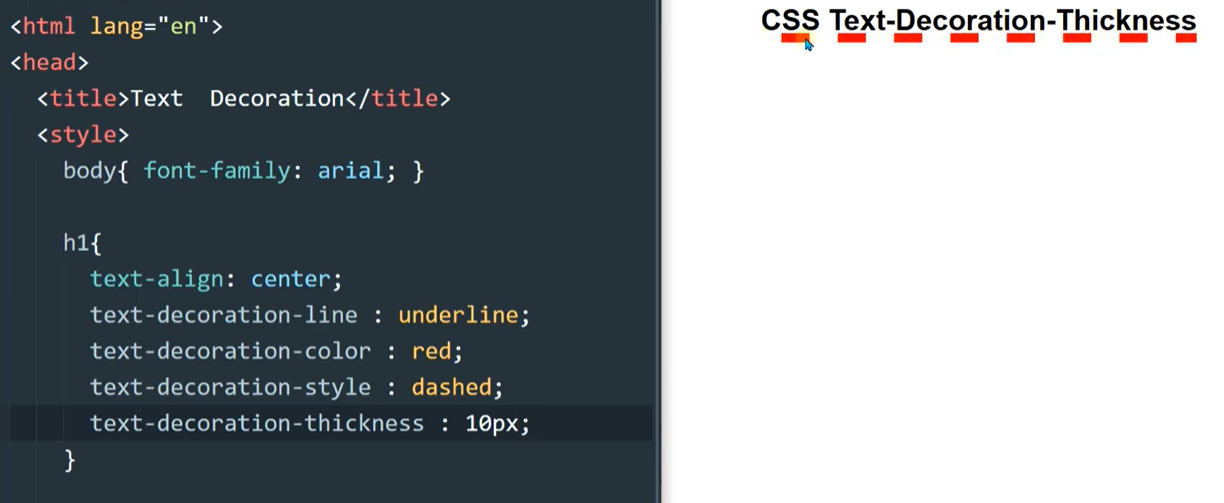 <html lang="en">
<head>
<title>Text  Decoration</title>
<style>
body{ font-family: arial; }
h1{
text-align: center;
text-decoration-line : underline;
text-decoration-color : red;
text-decoration-style : dashed;
text-decoration-thickness : 10px;
}
CSS Text-Decoration-Thickness